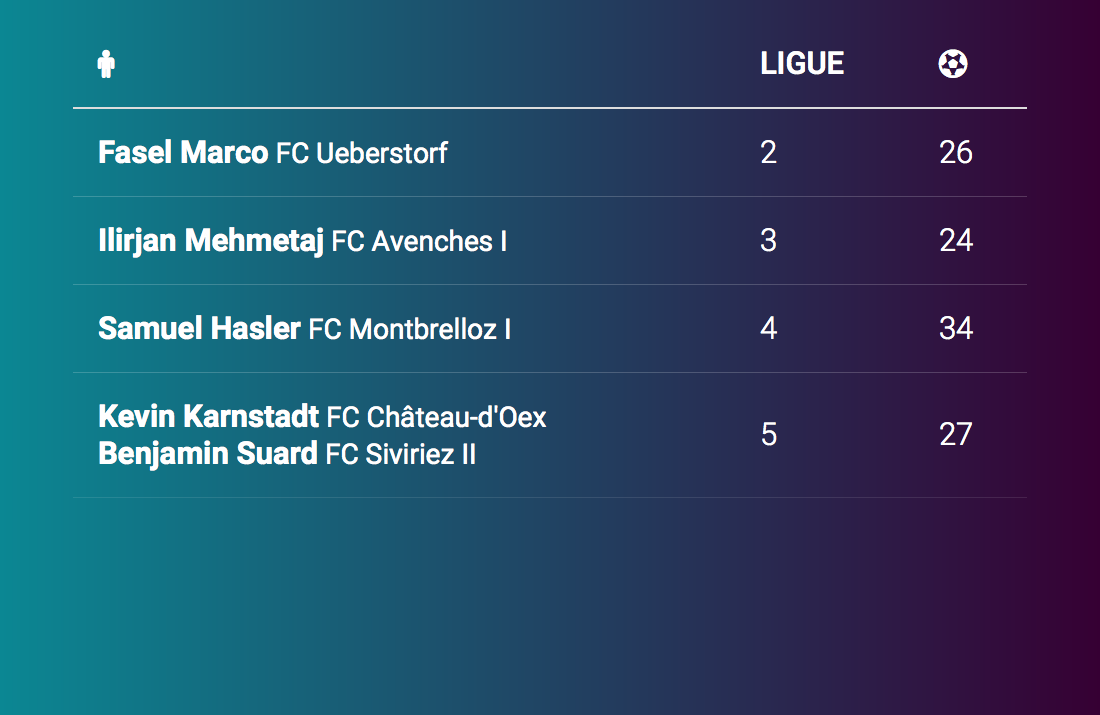 LIGUE
Fasel Marco FC Ueberstorf 2 26
Ilirjan Mehmetaj FC Avenches I 3 24
Samuel Hasler FC Montbrelloz I 4 34
Kevin Karnstadt FC Château-d'Oex
Benjamin Suard FC Siviriez II
5 27